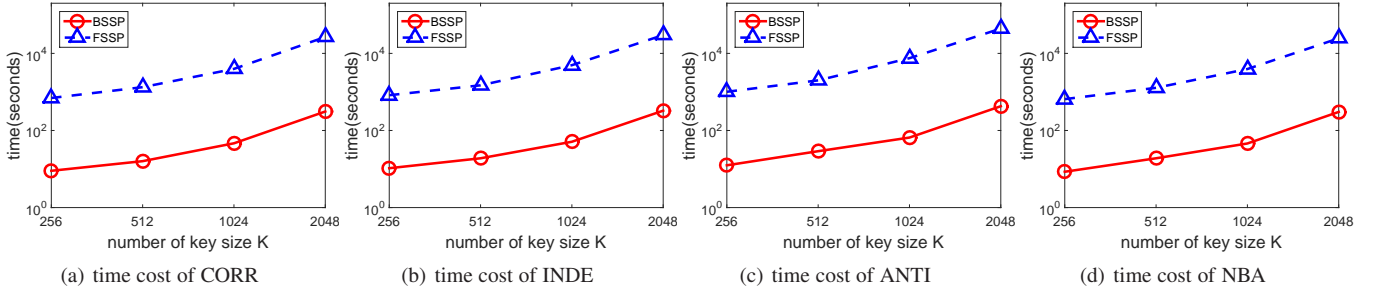 BSSP
FSSP
10^4
10^2
10^0
time(seconds)
256 512 1024 2048
number of key size K
(a) time cost of CORR
BSSP
FSSP
10^4
10^2
10^0
time(seconds)
256 512 1024 2048
number of key size K
(b) time cost of INDE
BSSP
FSSP
10^4
10^2
10^0
time(seconds)
256 512 1024 2048
number of key size K
(c) time cost of ANTI
BSSP
FSSP
10^4
10^2
10^0
time(seconds)
256 512 1024 2048
number of key size K
(d) time cost of NBA